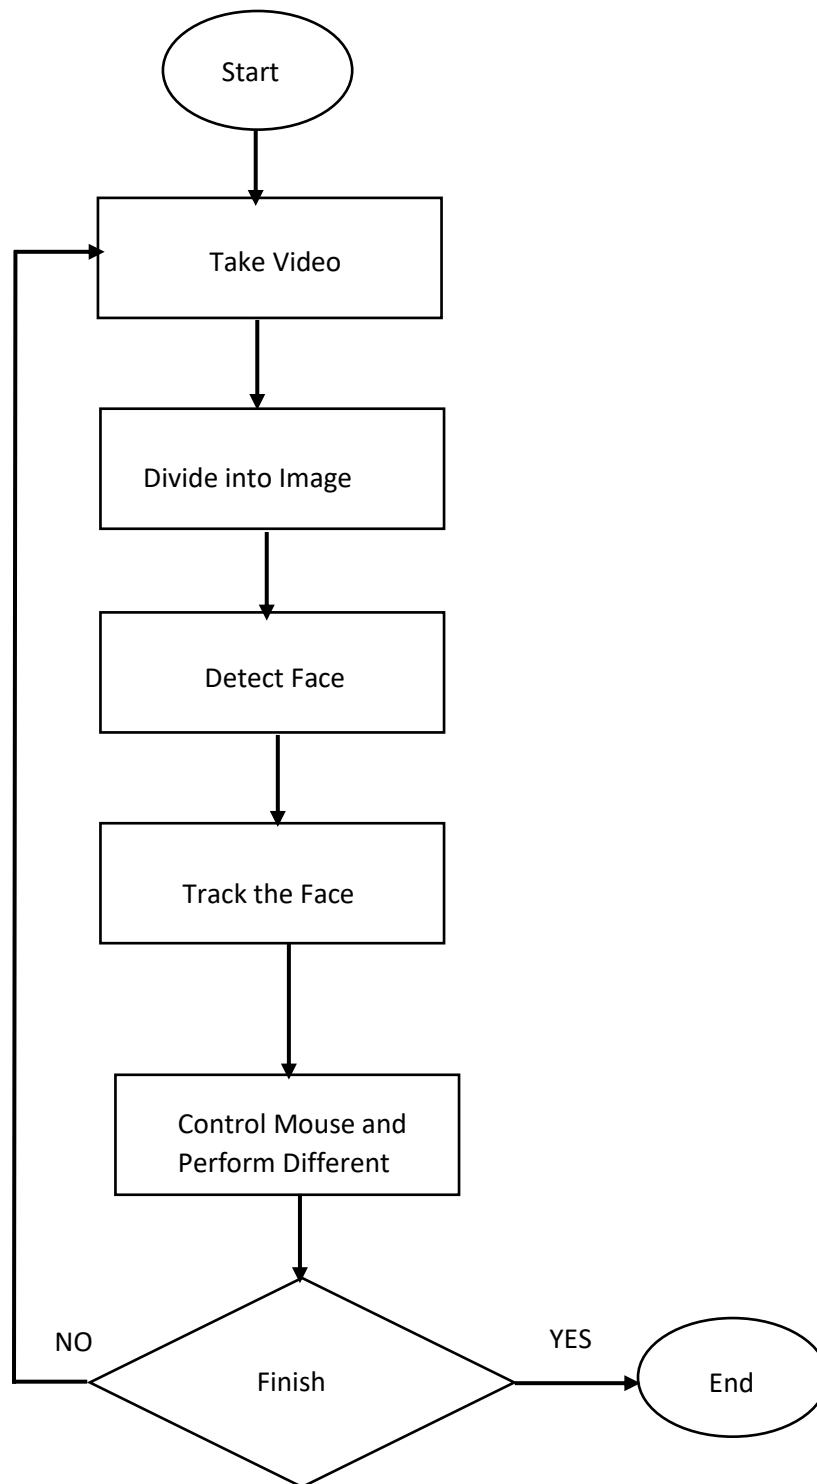 Start
Take Video
Divide into Image
Detect Face
Track the Face
Control Mouse and
Perform Different
NO
YES
Finish
End